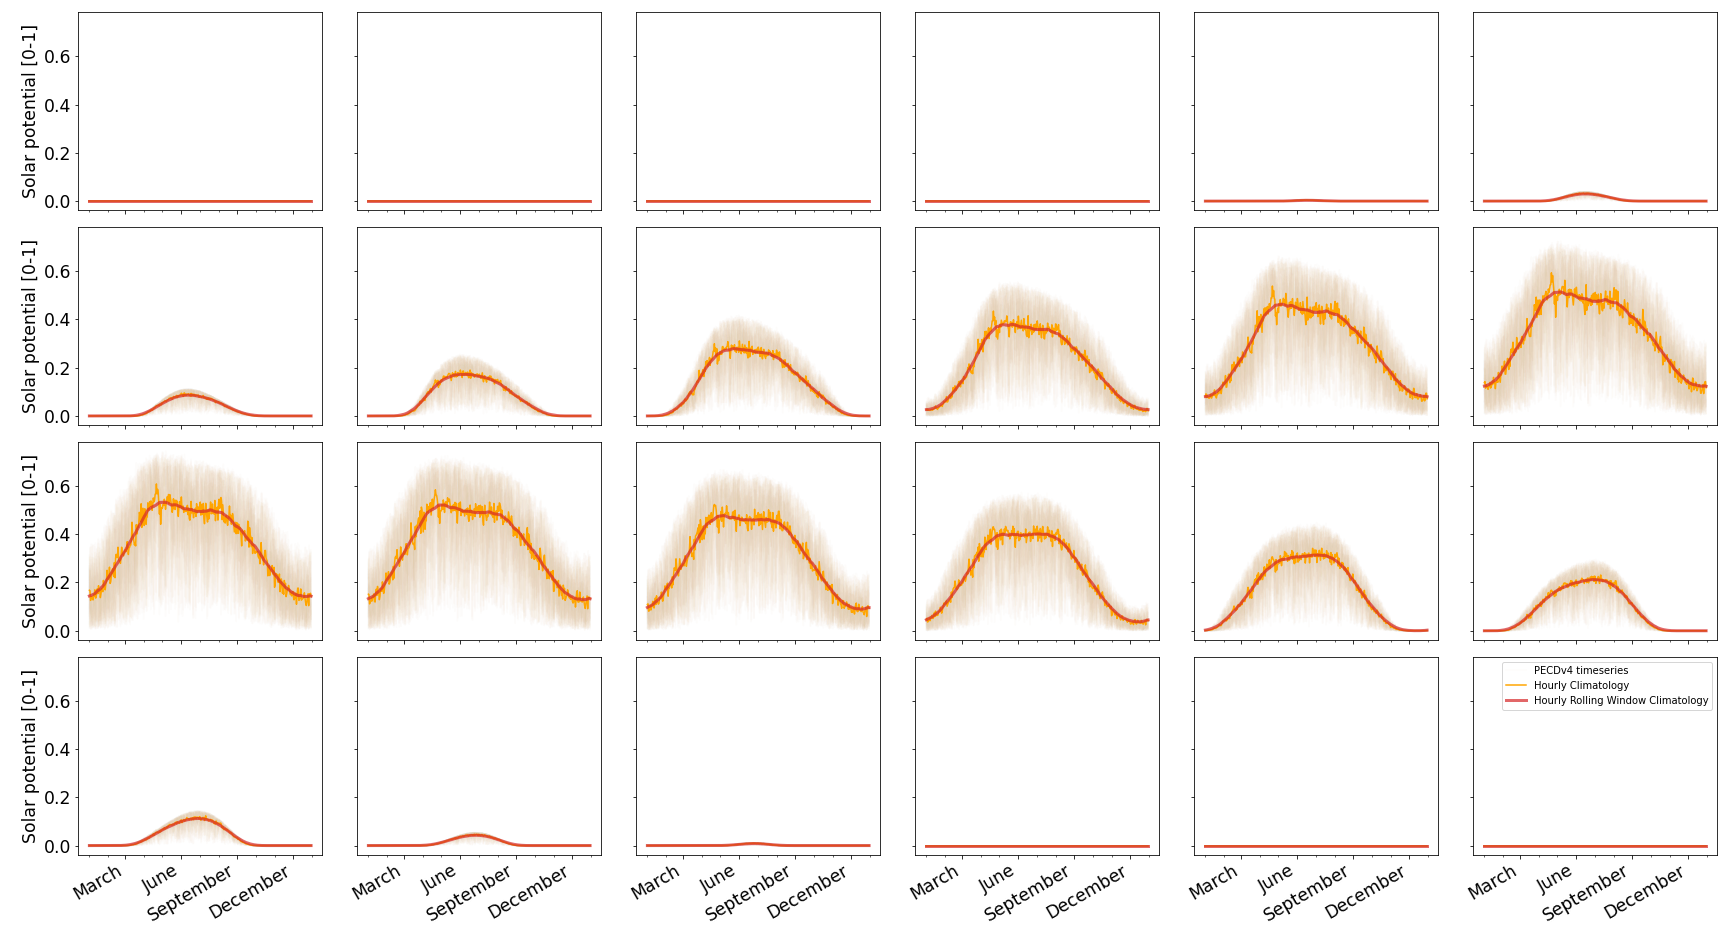 Solar potential [0-1]
0.6
0.4
0.2
0.0
Solar potential [0-1]
0.6
0.4
0.2
0.0
Solar potential [0-1]
0.6
0.4
0.2
0.0
Solar potential [0-1]
0.6
0.4
0.2
0.0
PECDv4 timeseries
Hourly Climatology
Hourly Rolling Window Climatology
March June September December
March June September December
March June September December
March June September December
March June September December
March June September December